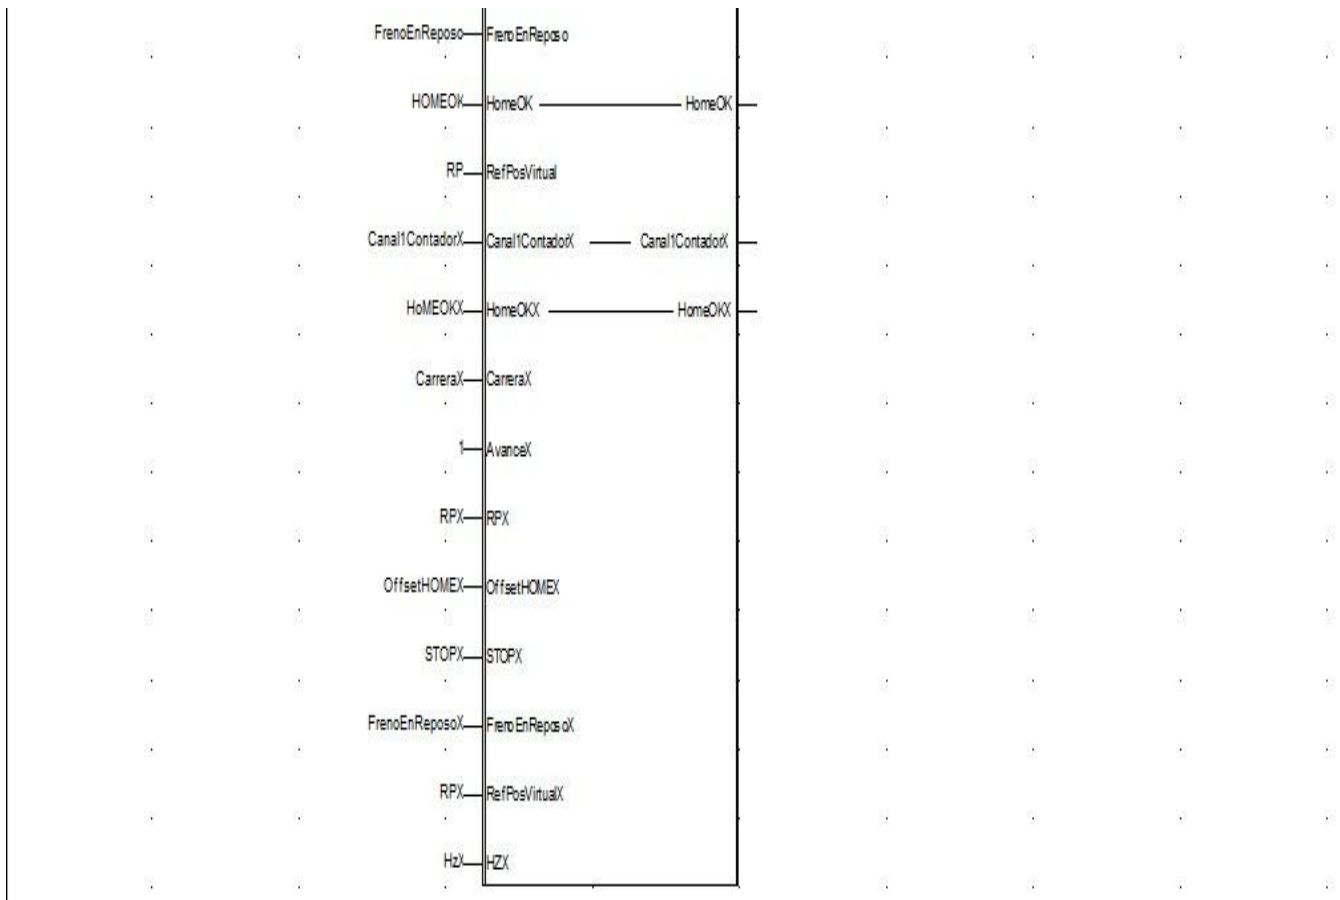 FrenoEnReposo FrenoEnReposo
HOMEOK HomeOK HomeOK
RP RefPosVirtual
Canal1ContadorX Canal1ContadorX Canal1ContadorX
HoMEOKX HomeOKX HomeOKX
CarreraX CarreraX
1 AvanceX
RPX RPX
OffsetHOMEX OffsetHOMEX
STOPX STOPX
FrenoEnReposoX FrenoEnReposoX
RPX RefPosVirtualX
HzX HZX